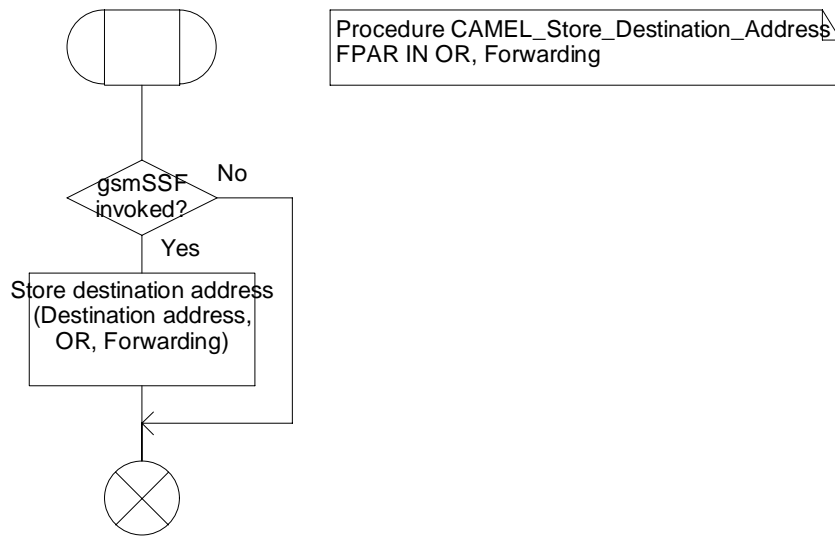 Procedure CAMEL_Store_Destination_Address
FPAR IN OR, Forwarding
gsmSSF
invoked?
No
Yes
Store destination address
(Destination address,
OR, Forwarding)